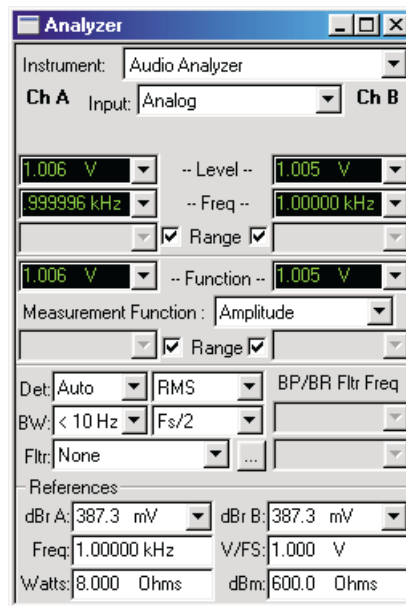 Analyzer
Instrument: Audio Analyzer
Ch A Input: Analog Ch B
1.006 V -- Level -- 1.005 V
.999996 kHz -- Freq -- 1.00000 kHz
Range
1.006 V -- Function -- 1.005 V
Measurement Function : Amplitude
Range
Det: Auto RMS BP/BR Fltr Freq
BW: < 10 Hz Fs/2
Fltr: None ...
References
dBr A: 387.3 mV dBr B: 387.3 mV
Freq: 1.00000 kHz V/FS: 1.000 V
Watts: 8.000 Ohms dBm: 600.0 Ohms